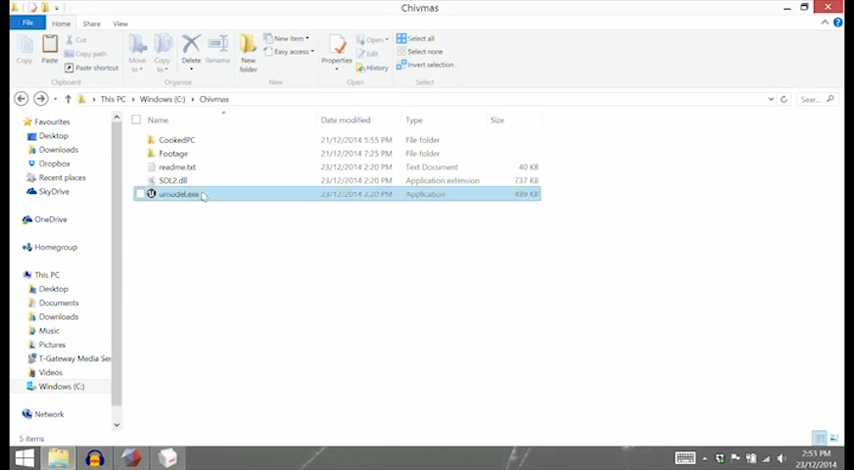 Chivmas
File Home Share View
Copy Paste Cut Copy path Paste shortcut Move to Copy to Delete Rename New folder New item Easy access Properties Open Edit History Select all Select none Invert selection
Clipboard Organise New Open Select
This PC Windows (C:) Chivmas Sear...
Name Date modified Type Size
Favourites
Desktop
Downloads
Dropbox
Recent places
SkyDrive
OneDrive
Homegroup
This PC
Desktop
Documents
Downloads
Music
Pictures
T-Gateway Media Ser
Videos
Windows (C:)
Network
CookedPC 21/12/2014 5:55 PM File folder
Footage 21/12/2014 7:25 PM File folder
readme.txt 23/12/2014 2:20 PM Text Document 40 KB
SDL2.dll 23/12/2014 2:20 PM Application extension 737 KB
umodel.exe 23/12/2014 2:20 PM Application 489 KB
5 items
2:53 PM
23/12/2014